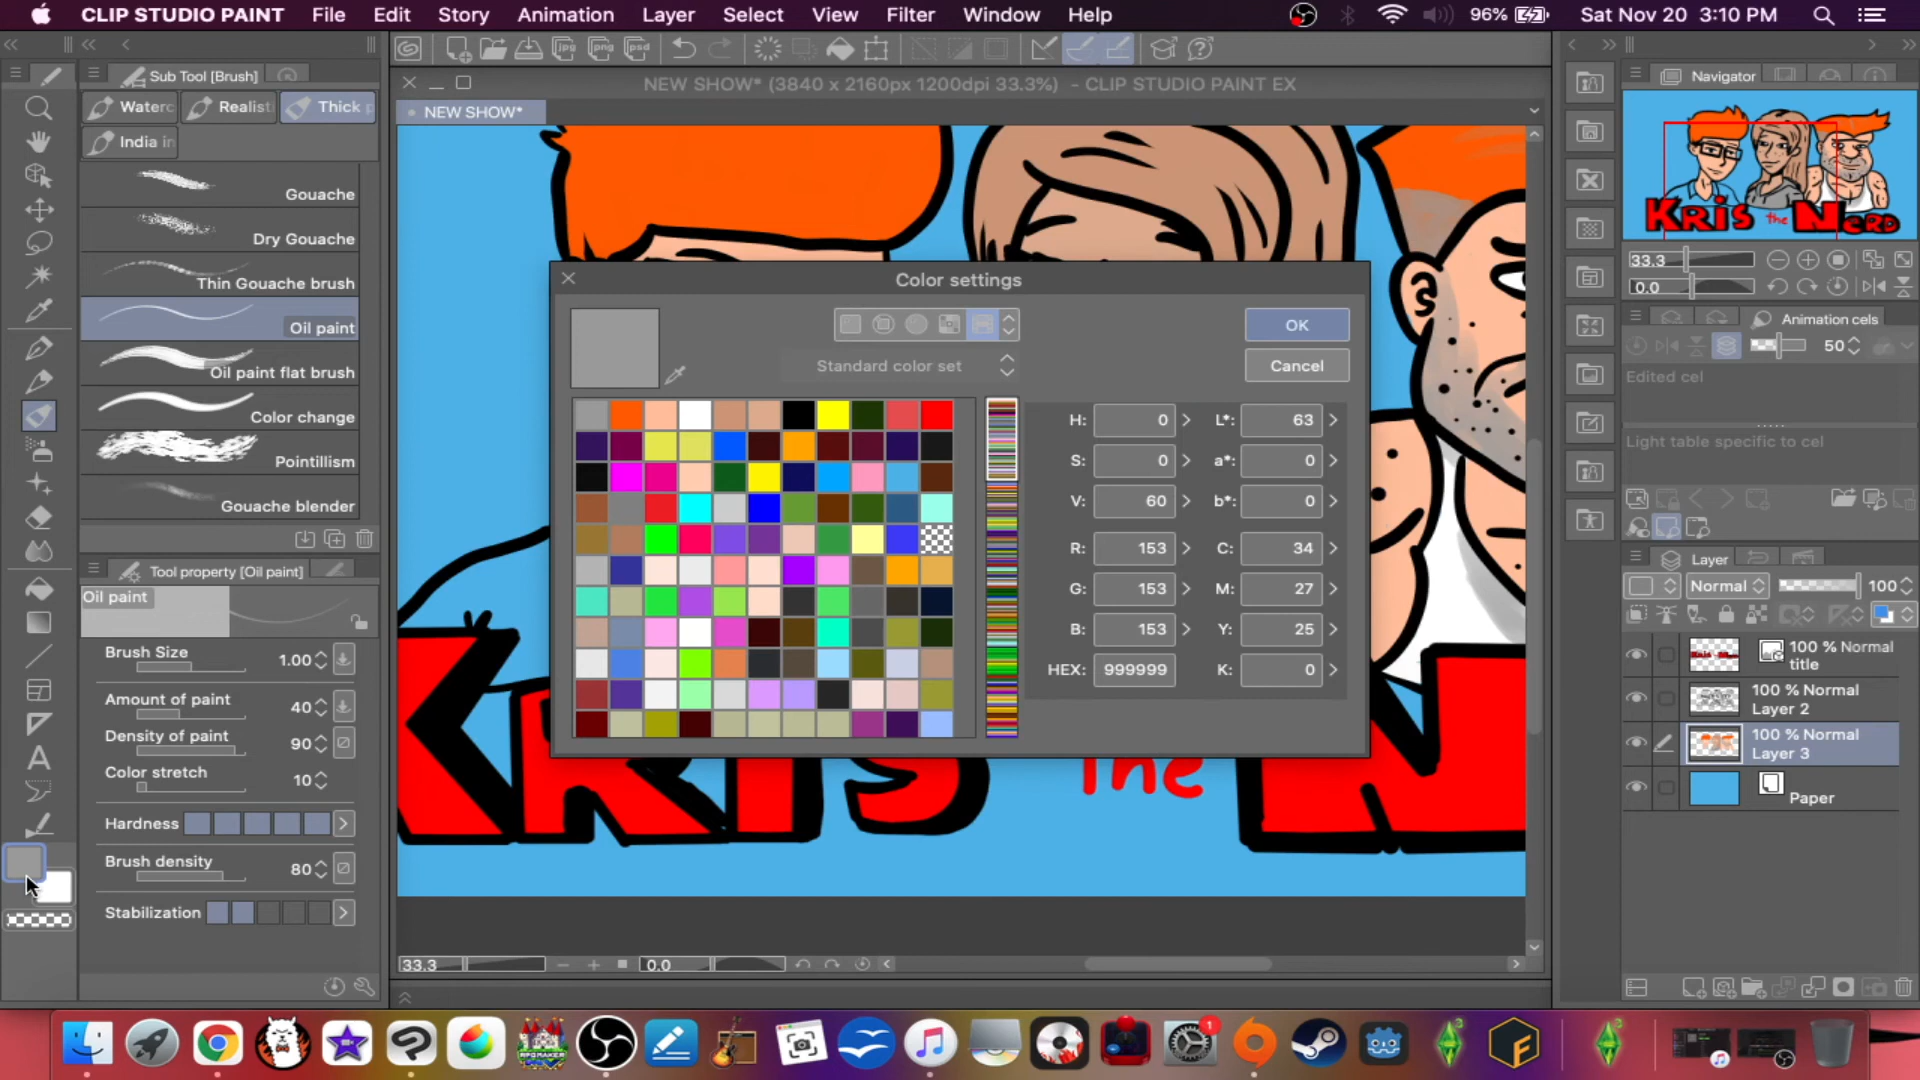 CLIP STUDIO PAINT File Edit Story Animation Layer Select View Filter Window Help 96% Sat Nov 20 3:10 PM
Sub Tool [Brush]
Waterc Realist Thick p
India in
Gouache
Dry Gouache
Thin Gouache brush
Oil paint
Oil paint flat brush
Color change
Pointillism
Gouache blender
Tool property [Oil paint]
Oil paint
Brush Size 1.00
Amount of paint 40
Density of paint 90
Color stretch 10
Hardness
Brush density 80
Stabilization
NEW SHOW* (3840 x 2160px 1200dpi 33.3%) - CLIP STUDIO PAINT EX
NEW SHOW*
Color settings
OK
Standard color set
Cancel
H: 0 L*: 63
S: 0 a*: 0
V: 60 b*: 0
R: 153 C: 34
G: 153 M: 27
B: 153 Y: 25
HEX: 999999 K: 0
KRIS the N
33.3 0.0
Navigator
KRiS the NeRD
33.3
0.0
Animation cels
50
Edited cel
Light table specific to cel
Layer
Normal 100
100 % Normal
title
100 % Normal
Layer 2
100 % Normal
Layer 3
Paper
RPGMAKER
1